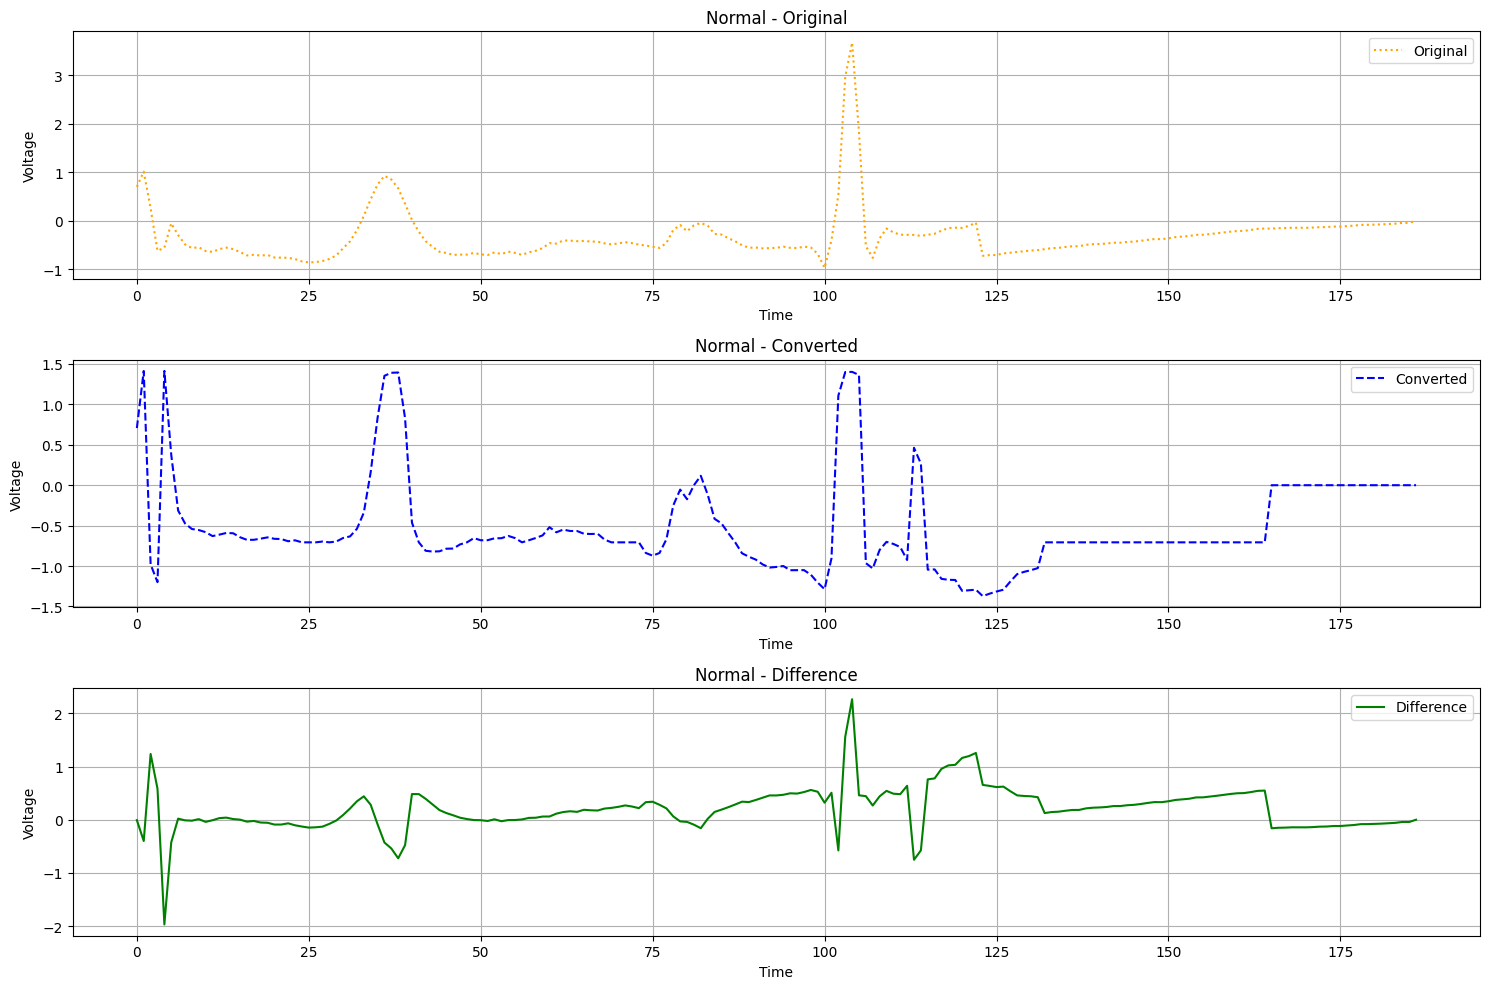 Normal - Original
Original
Voltage
3
2
1
0
−1
0 25 50 75 100 125 150 175
Time
Normal - Converted
Converted
Voltage
1.5
1.0
0.5
0.0
−0.5
−1.0
−1.5
0 25 50 75 100 125 150 175
Time
Normal - Difference
Difference
Voltage
2
1
0
−1
−2
0 25 50 75 100 125 150 175
Time